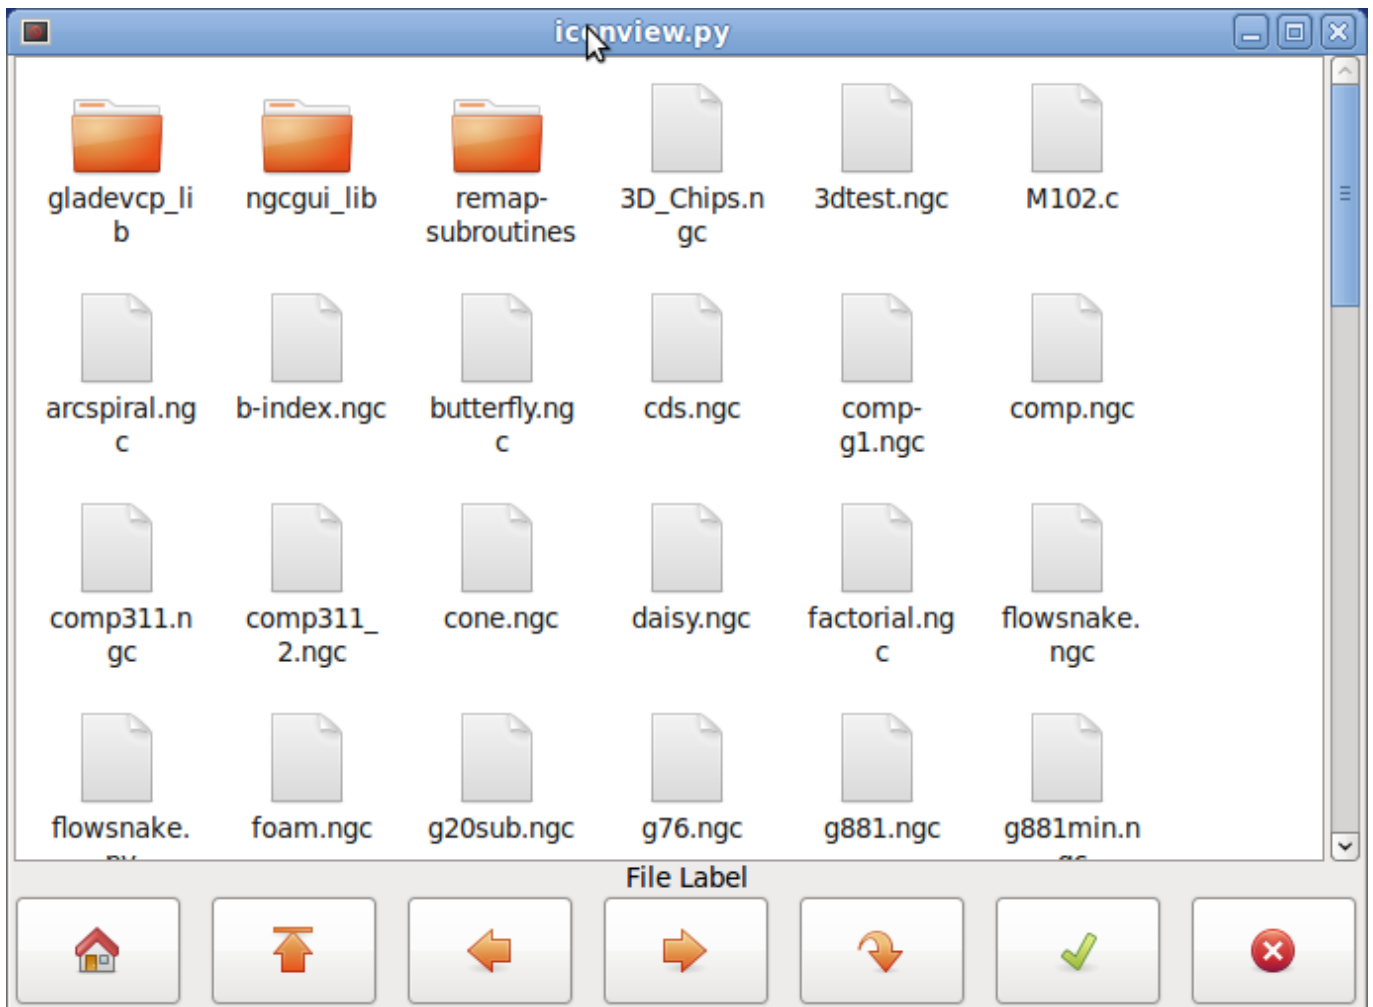 iconview.py
gladevcp_li
b
ngcgui_lib
remap-
subroutines
3D_Chips.n
gc
3dtest.ngc
M102.c
arcspiral.ng
c
b-index.ngc
butterfly.ng
c
cds.ngc
comp-
g1.ngc
comp.ngc
comp311.n
gc
comp311_
2.ngc
cone.ngc
daisy.ngc
factorial.ng
c
flowsnake.
ngc
flowsnake.
py
foam.ngc
g20sub.ngc
g76.ngc
g881.ngc
g881min.n
gc
File Label